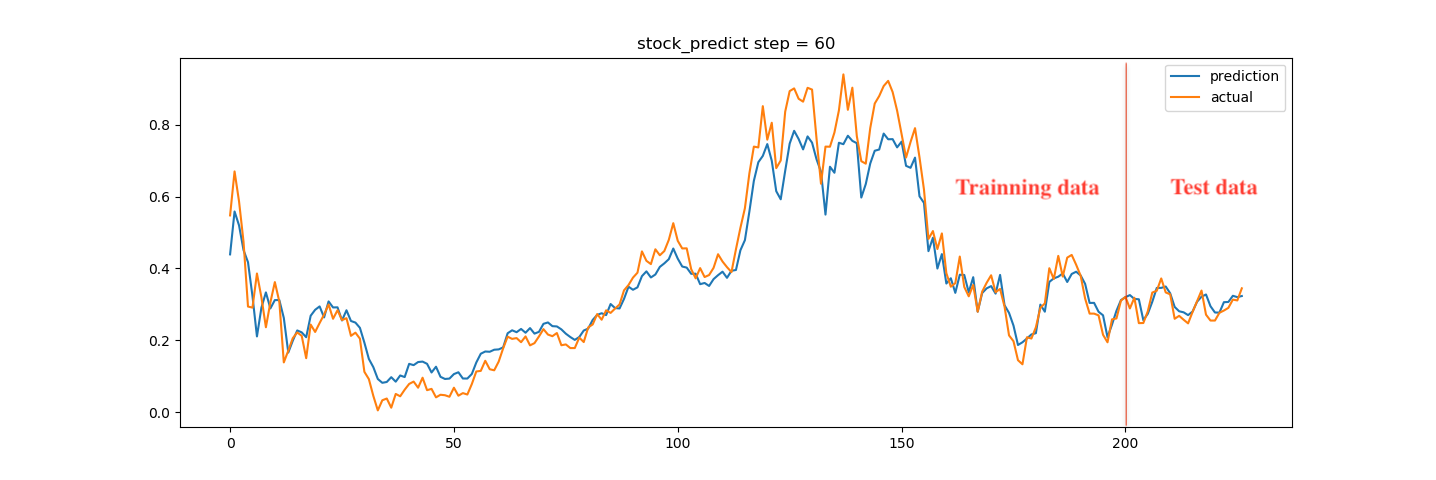 stock_predict step = 60
prediction
actual
Trainning data
Test data
0.8
0.6
0.4
0.2
0.0
0
50
100
150
200